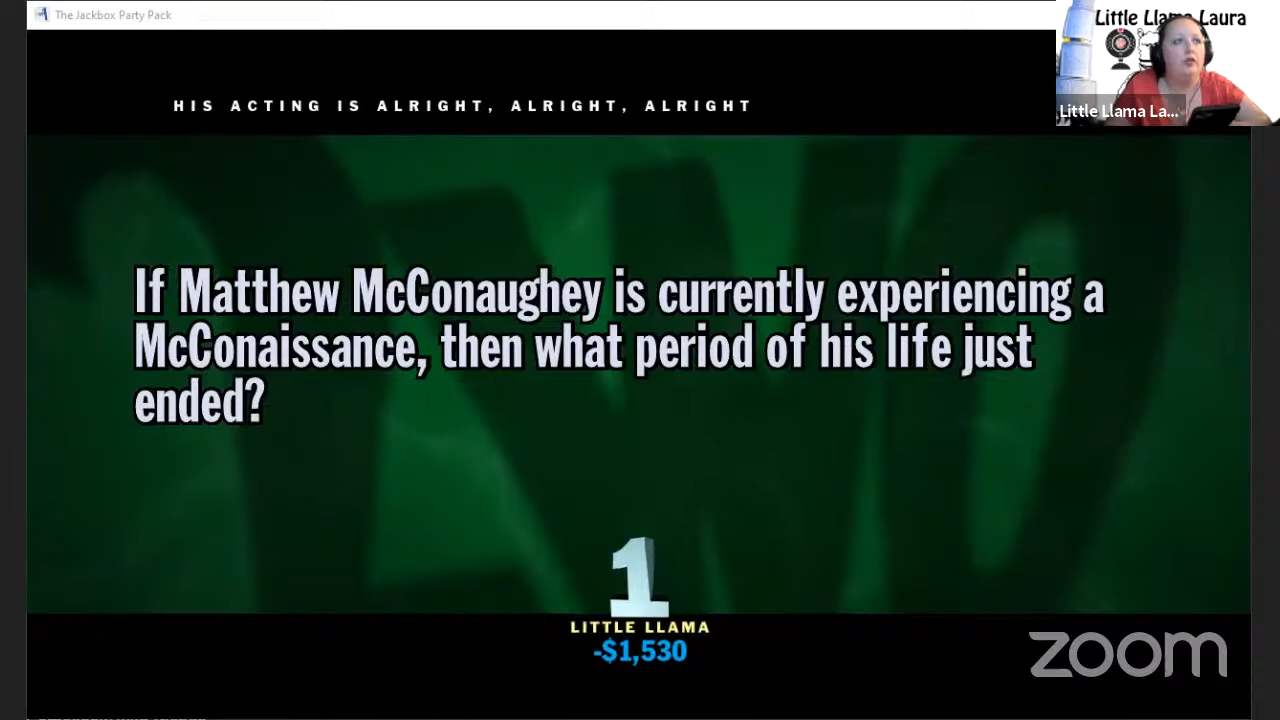 The Jackbox Party Pack
Little Llama Laura
Little Llama La...
HIS ACTING IS ALRIGHT, ALRIGHT, ALRIGHT
If Matthew McConaughey is currently experiencing a
McConaissance, then what period of his life just
ended?
1
LITTLE LLAMA
-$1,530
zoom